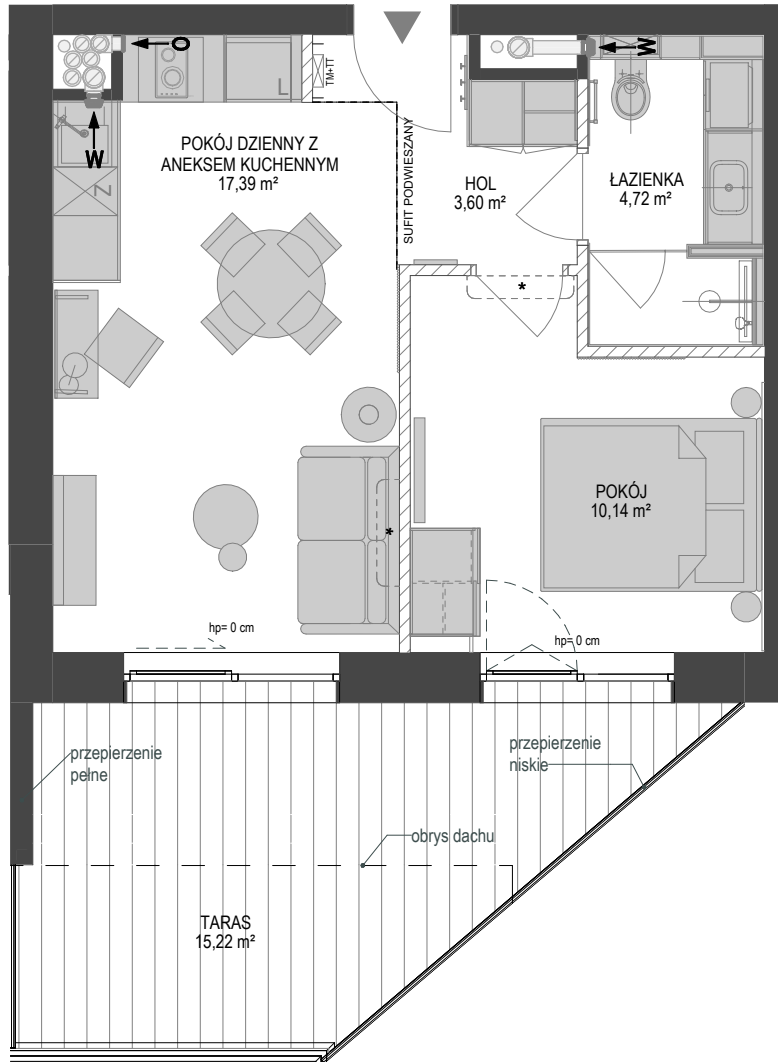 O
W
TM+TT
L
W
POKÓJ DZIENNY Z
ANEKSEM KUCHENNYM
17,39 m²
SUFIT PODWIESZANY
HOL
3,60 m²
ŁAZIENKA
4,72 m²
Z
*
POKÓJ
10,14 m²
*
hp= 0 cm
hp= 0 cm
przepierzenie
pełne
przepierzenie
niskie
obrys dachu
TARAS
15,22 m²